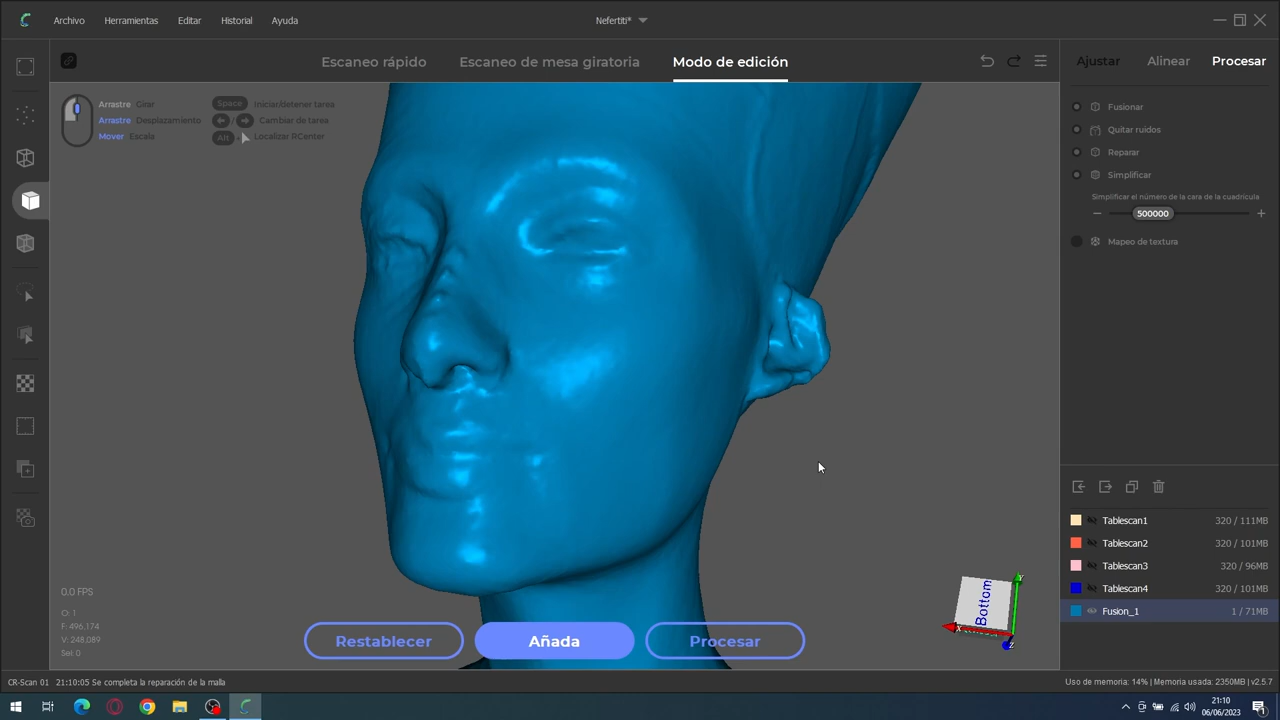 Archivo Herramientas Editar Historial Ayuda Nefertiti*
Escaneo rápido Escaneo de mesa giratoria Modo de edición
Ajustar Alinear Procesar
Arrastre Girar
Arrastre Desplazamiento
Mover Escala
Space Iniciar/detener tarea
/ Cambiar de tarea
Alt + Localizar RCenter
Fusionar
Quitar ruidos
Reparar
Simplificar
Simplificar el número de la cara de la cuadrícula
− 500000 +
Mapeo de textura
Tablescan1 320 / 111MB
Tablescan2 320 / 101MB
Tablescan3 320 / 96MB
Tablescan4 320 / 101MB
Fusion_1 1 / 71MB
Bottom
X Y Z
0.0 FPS
O: 1
F: 496,174
V: 248,089
Sel: 0
Restablecer Añada Procesar
CR-Scan 01 21:10:05 Se completa la reparación de la malla
Uso de memoria: 14% | Memoria usada: 2350MB | v2.5.7
21:10
06/06/2023
1